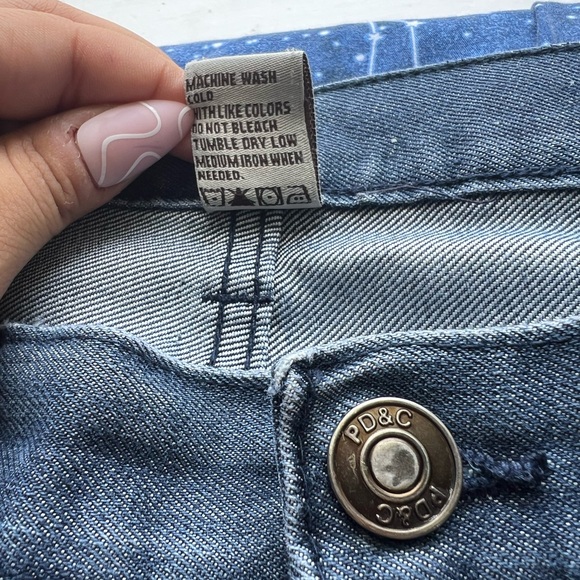 MACHINE WASH
COLD
WITH LIKE COLORS
DO NOT BLEACH
TUMBLE DRY LOW
MEDIUM IRON WHEN
NEEDED.
PD&C
PD&C